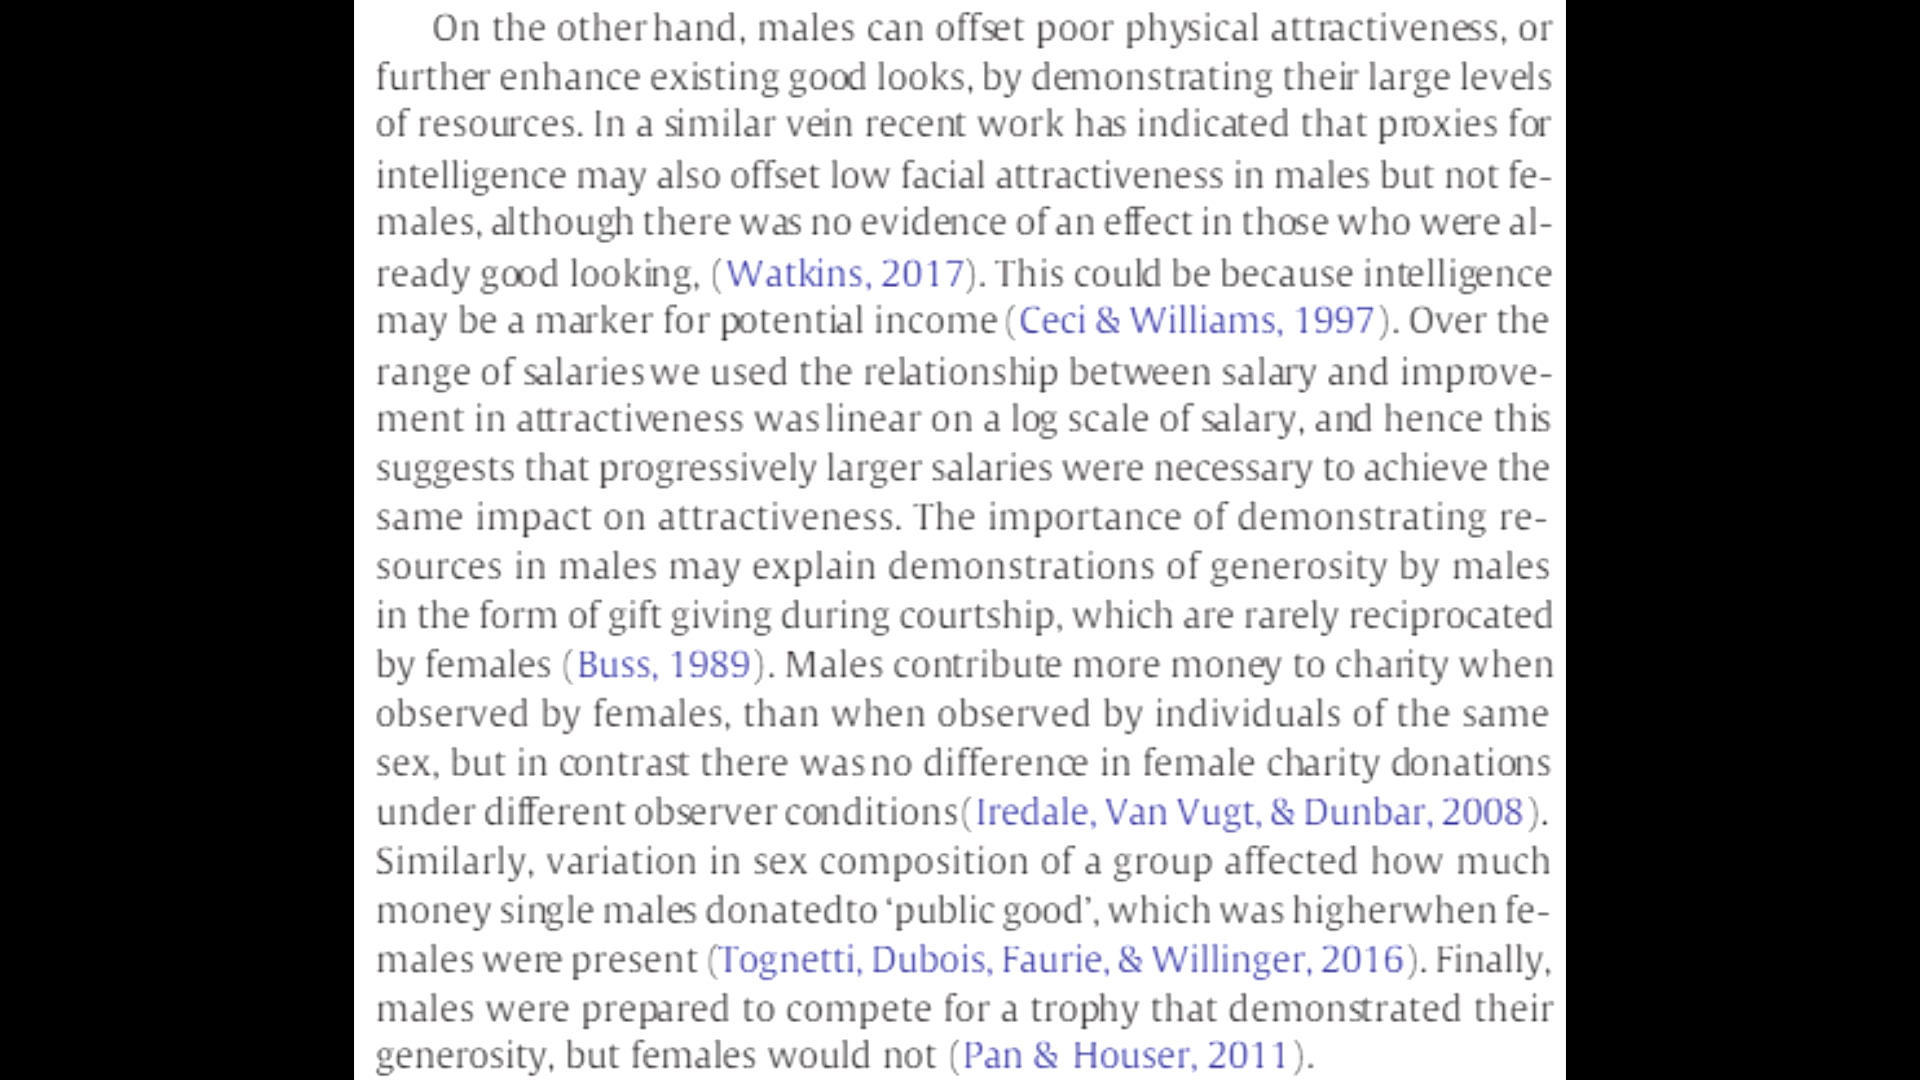 On the other hand, males can offset poor physical attractiveness, or
further enhance existing good looks, by demonstrating their large levels
of resources. In a similar vein recent work has indicated that proxies for
intelligence may also offset low facial attractiveness in males but not fe-
males, although there was no evidence of an effect in those who were al-
ready good looking, (Watkins, 2017). This could be because intelligence
may be a marker for potential income (Ceci & Williams, 1997). Over the
range of salaries we used the relationship between salary and improve-
ment in attractiveness was linear on a log scale of salary, and hence this
suggests that progressively larger salaries were necessary to achieve the
same impact on attractiveness. The importance of demonstrating re-
sources in males may explain demonstrations of generosity by males
in the form of gift giving during courtship, which are rarely reciprocated
by females (Buss, 1989). Males contribute more money to charity when
observed by females, than when observed by individuals of the same
sex, but in contrast there was no difference in female charity donations
under different observer conditions (Iredale, Van Vugt, & Dunbar, 2008).
Similarly, variation in sex composition of a group affected how much
money single males donated to ‘public good’, which was higher when fe-
males were present (Tognetti, Dubois, Faurie, & Willinger, 2016). Finally,
males were prepared to compete for a trophy that demonstrated their
generosity, but females would not (Pan & Houser, 2011).